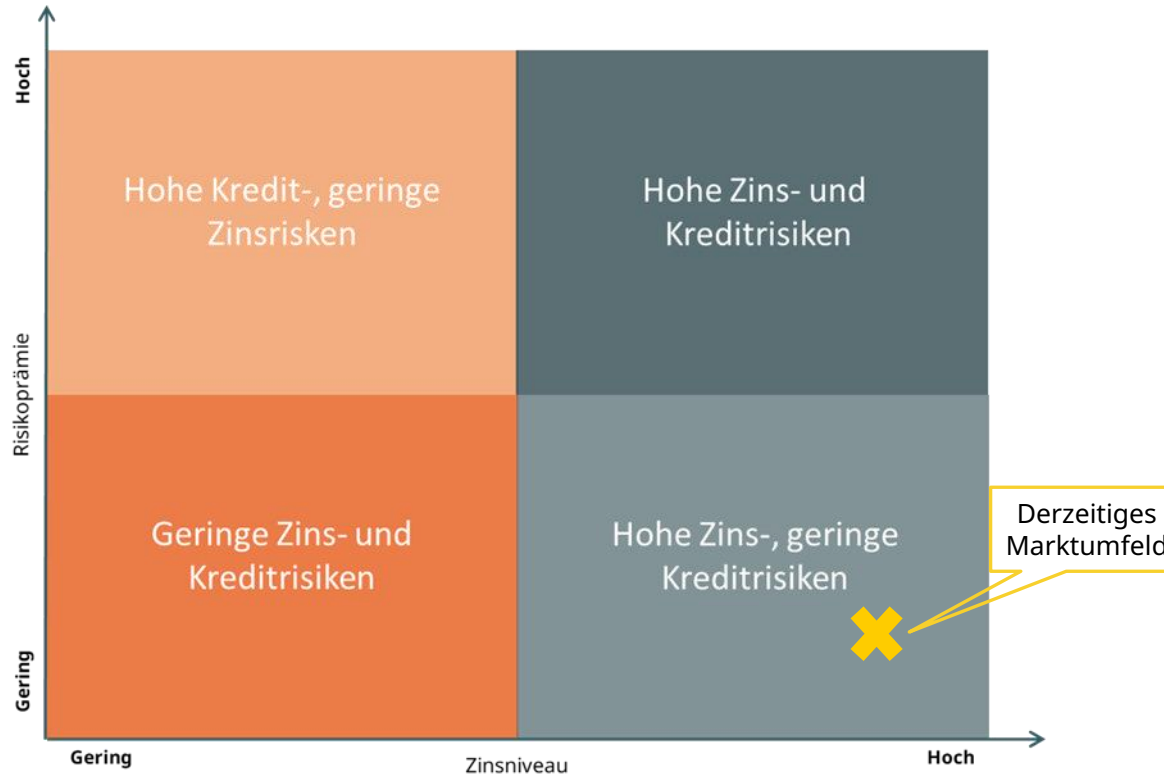 Hoch
Hohe Kredit-, geringe
Zinsrisken
Hohe Zins- und
Kreditrisiken
Risikoprämie
Geringe Zins- und
Kreditrisiken
Hohe Zins-, geringe
Kreditrisiken
Derzeitiges
Marktumfeld
Gering
Gering
Zinsniveau
Hoch